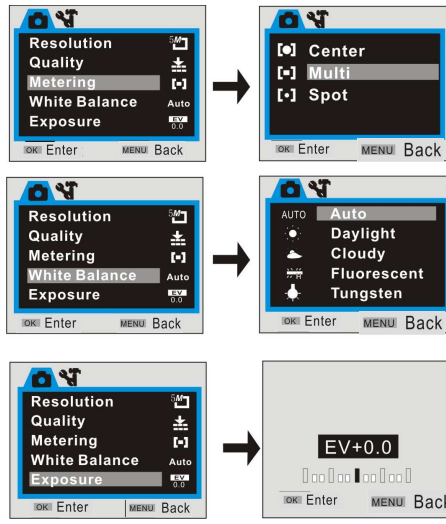 Resolution 5M
Quality
Metering
White Balance Auto
Exposure EV 0.0
OK Enter MENU Back
Center
Multi
Spot
OK Enter MENU Back
Resolution 5M
Quality
Metering
White Balance Auto
Exposure EV 0.0
OK Enter MENU Back
AUTO Auto
Daylight
Cloudy
Fluorescent
Tungsten
OK Enter MENU Back
Resolution 5M
Quality
Metering
White Balance Auto
Exposure EV 0.0
OK Enter MENU Back
EV+0.0
OK Enter MENU Back